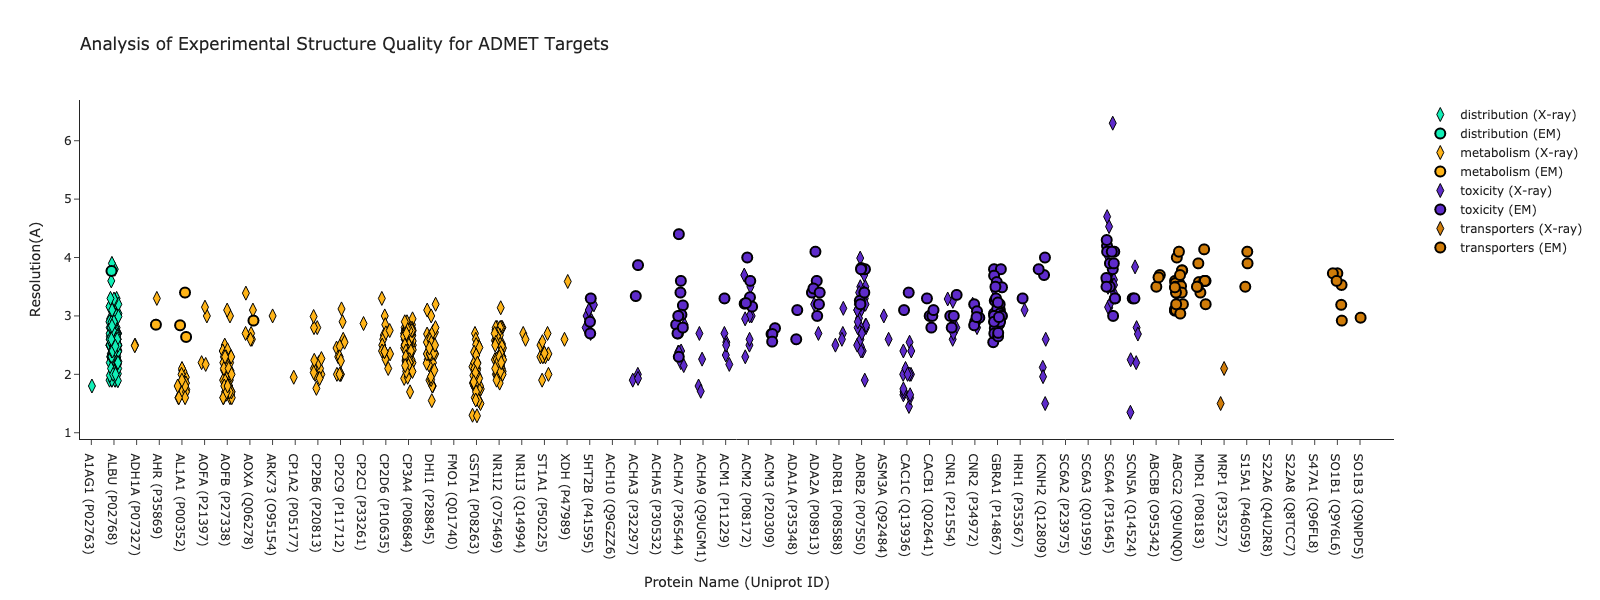 Analysis of Experimental Structure Quality for ADMET Targets
Resolution(A)
6
5
4
3
2
1
A1AG1 (P02763)
ALBU (P02768)
ADH1A (P07327)
AHR (P35869)
AL1A1 (P00352)
AOFA (P21397)
AOFB (P27338)
AOXA (Q06278)
ARK73 (O95154)
CP1A2 (P05177)
CP2B6 (P20813)
CP2C9 (P11712)
CP2CJ (P33261)
CP2D6 (P10635)
CP3A4 (P08684)
DHI1 (P28845)
FMO1 (Q01740)
GSTA1 (P08263)
NR1I2 (O75469)
NR1I3 (Q14994)
ST1A1 (P50225)
XDH (P47989)
5HT2B (P41595)
ACH10 (Q9GZZ6)
ACHA3 (P32297)
ACHA5 (P30532)
ACHA7 (P36544)
ACHA9 (Q9UGM1)
ACM1 (P11229)
ACM2 (P08172)
ACM3 (P20309)
ADA1A (P35348)
ADA2A (P08913)
ADRB1 (P08588)
ADRB2 (P07550)
ASM3A (Q92484)
CAC1C (Q13936)
CACB1 (Q02641)
CNR1 (P21554)
CNR2 (P34972)
GBRA1 (P14867)
HRH1 (P35367)
KCNH2 (Q12809)
SC6A2 (P23975)
SC6A3 (Q01959)
SC6A4 (P31645)
SCN5A (Q14524)
ABCBB (O95342)
ABCG2 (Q9UNQ0)
MDR1 (P08183)
MRP1 (P33527)
S15A1 (P46059)
S22A6 (Q4U2R8)
S22A8 (Q8TCC7)
S47A1 (Q96FL8)
SO1B1 (Q9Y6L6)
SO1B3 (Q9NPD5)
Protein Name (Uniprot ID)
distribution (X-ray)
distribution (EM)
metabolism (X-ray)
metabolism (EM)
toxicity (X-ray)
toxicity (EM)
transporters (X-ray)
transporters (EM)